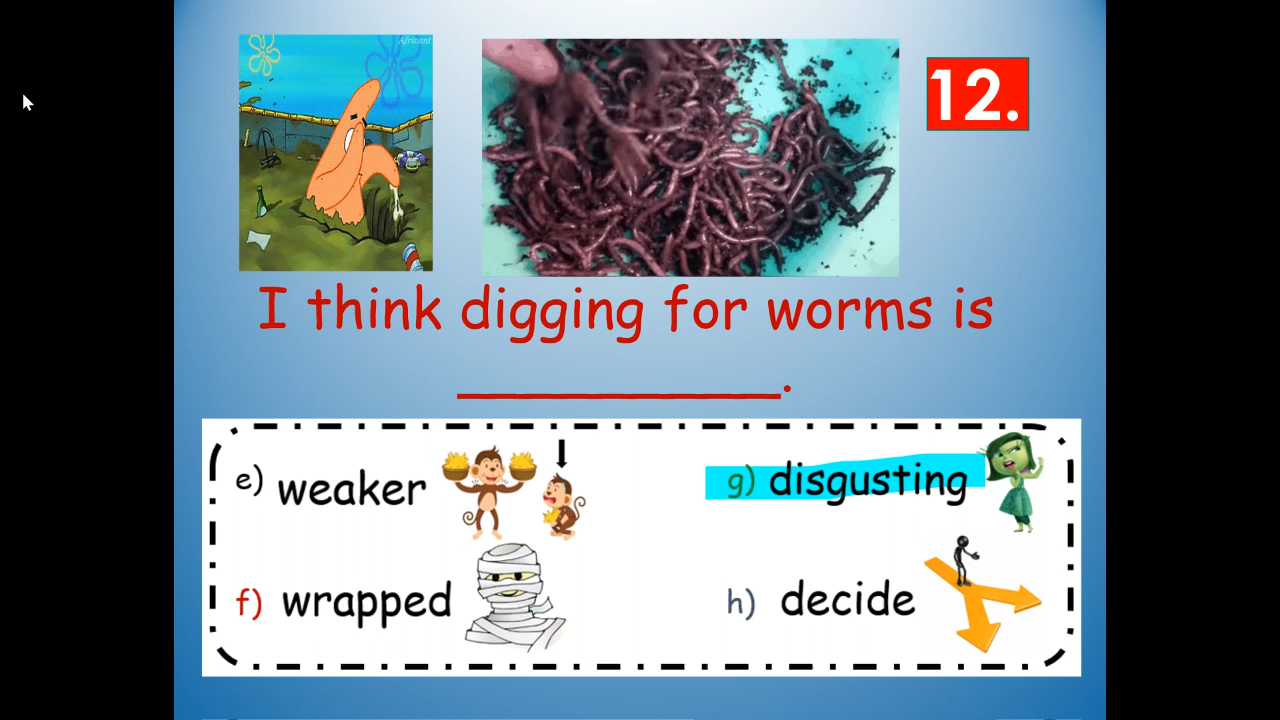 12.
I think digging for worms is
__________.
e) weaker
g) disgusting
f) wrapped
h) decide